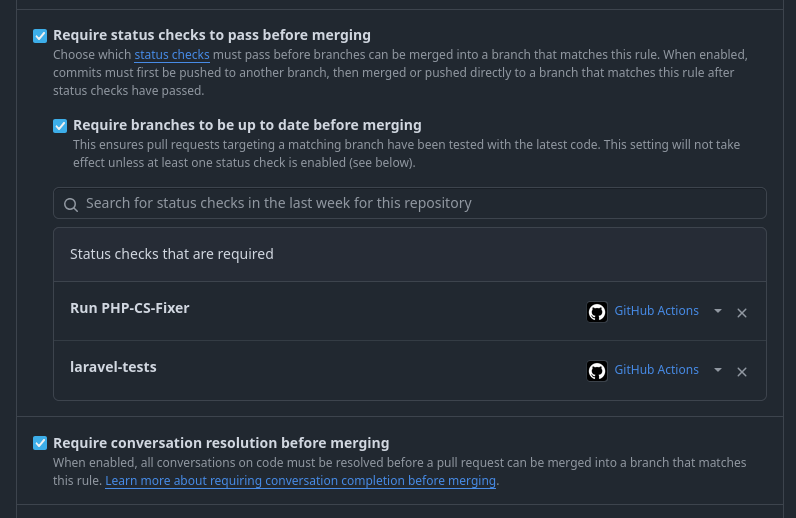 Require status checks to pass before merging
Choose which status checks must pass before branches can be merged into a branch that matches this rule. When enabled,
commits must first be pushed to another branch, then merged or pushed directly to a branch that matches this rule after
status checks have passed.
Require branches to be up to date before merging
This ensures pull requests targeting a matching branch have been tested with the latest code. This setting will not take
effect unless at least one status check is enabled (see below).
Search for status checks in the last week for this repository
Status checks that are required
Run PHP-CS-Fixer GitHub Actions
laravel-tests GitHub Actions
Require conversation resolution before merging
When enabled, all conversations on code must be resolved before a pull request can be merged into a branch that matches
this rule. Learn more about requiring conversation completion before merging.